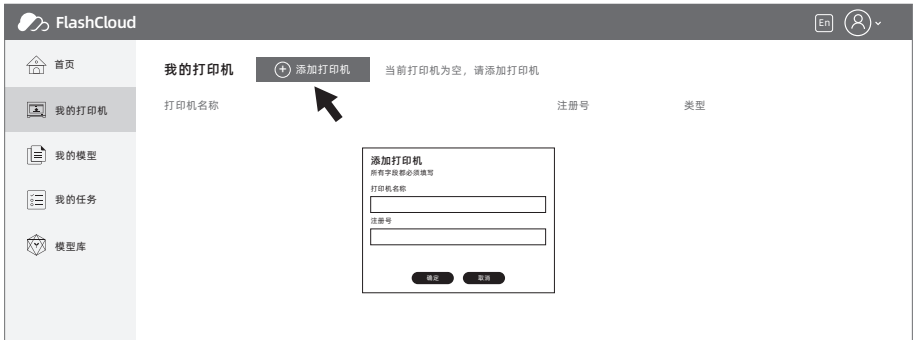 FlashCloud
En
首页
我的打印机
我的模型
我的任务
模型库
我的打印机
添加打印机
当前打印机为空，请添加打印机
打印机名称
注册号
类型
添加打印机
所有字段都必须填写
打印机名称
注册号
确定
取消